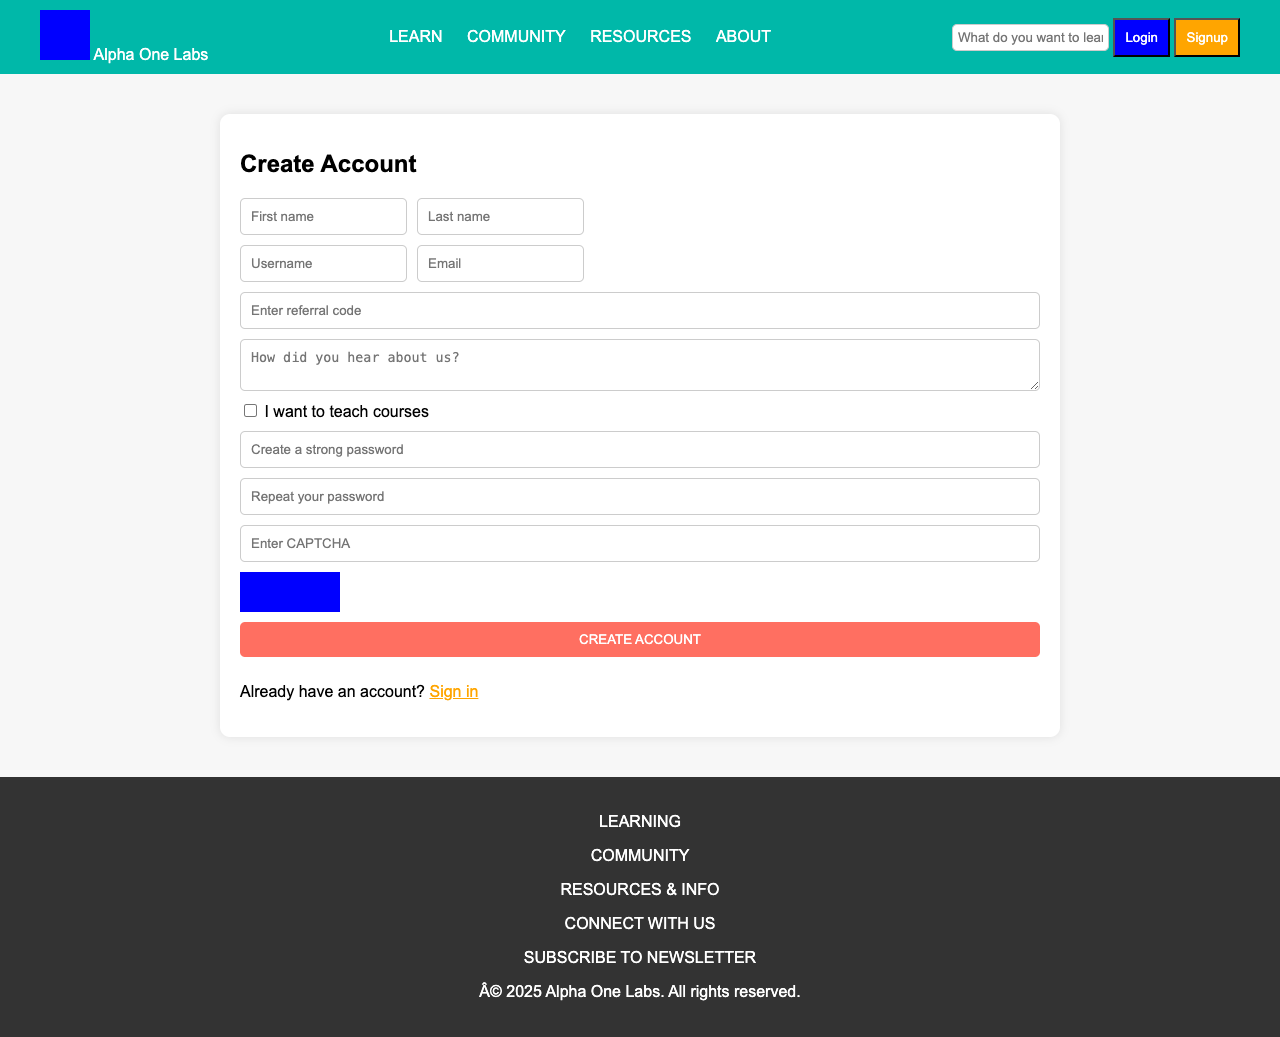 Alpha One Labs
LEARN COMMUNITY RESOURCES ABOUT
What do you want to lear
Login
Signup
Create Account
First name Last name
Username Email
Enter referral code
How did you hear about us?
I want to teach courses
Create a strong password
Repeat your password
Enter CAPTCHA
CREATE ACCOUNT
Already have an account? Sign in
LEARNING
COMMUNITY
RESOURCES & INFO
CONNECT WITH US
SUBSCRIBE TO NEWSLETTER
Â© 2025 Alpha One Labs. All rights reserved.